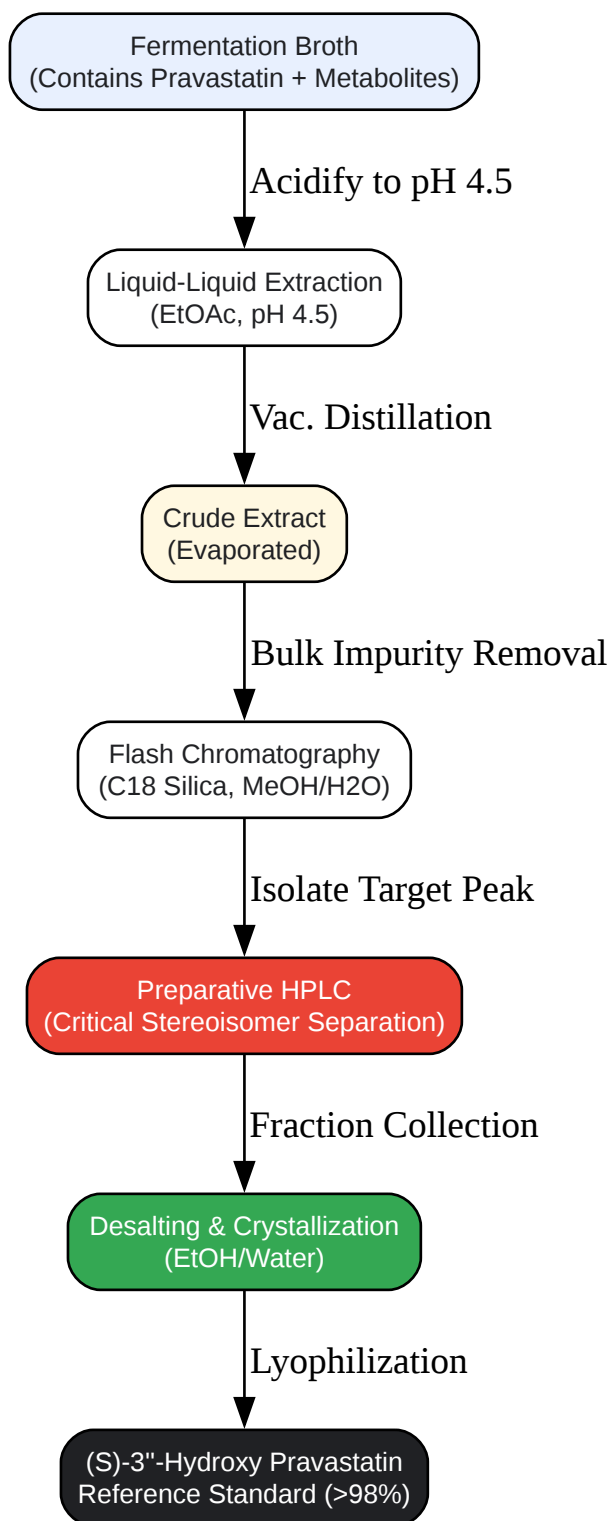 Fermentation Broth
(Contains Pravastatin + Metabolites)
Acidify to pH 4.5
Liquid-Liquid Extraction
(EtOAc, pH 4.5)
Vac. Distillation
Crude Extract
(Evaporated)
Bulk Impurity Removal
Flash Chromatography
(C18 Silica, MeOH/H2O)
Isolate Target Peak
Preparative HPLC
(Critical Stereoisomer Separation)
Fraction Collection
Desalting & Crystallization
(EtOH/Water)
Lyophilization
(S)-3"-Hydroxy Pravastatin
Reference Standard (>98%)